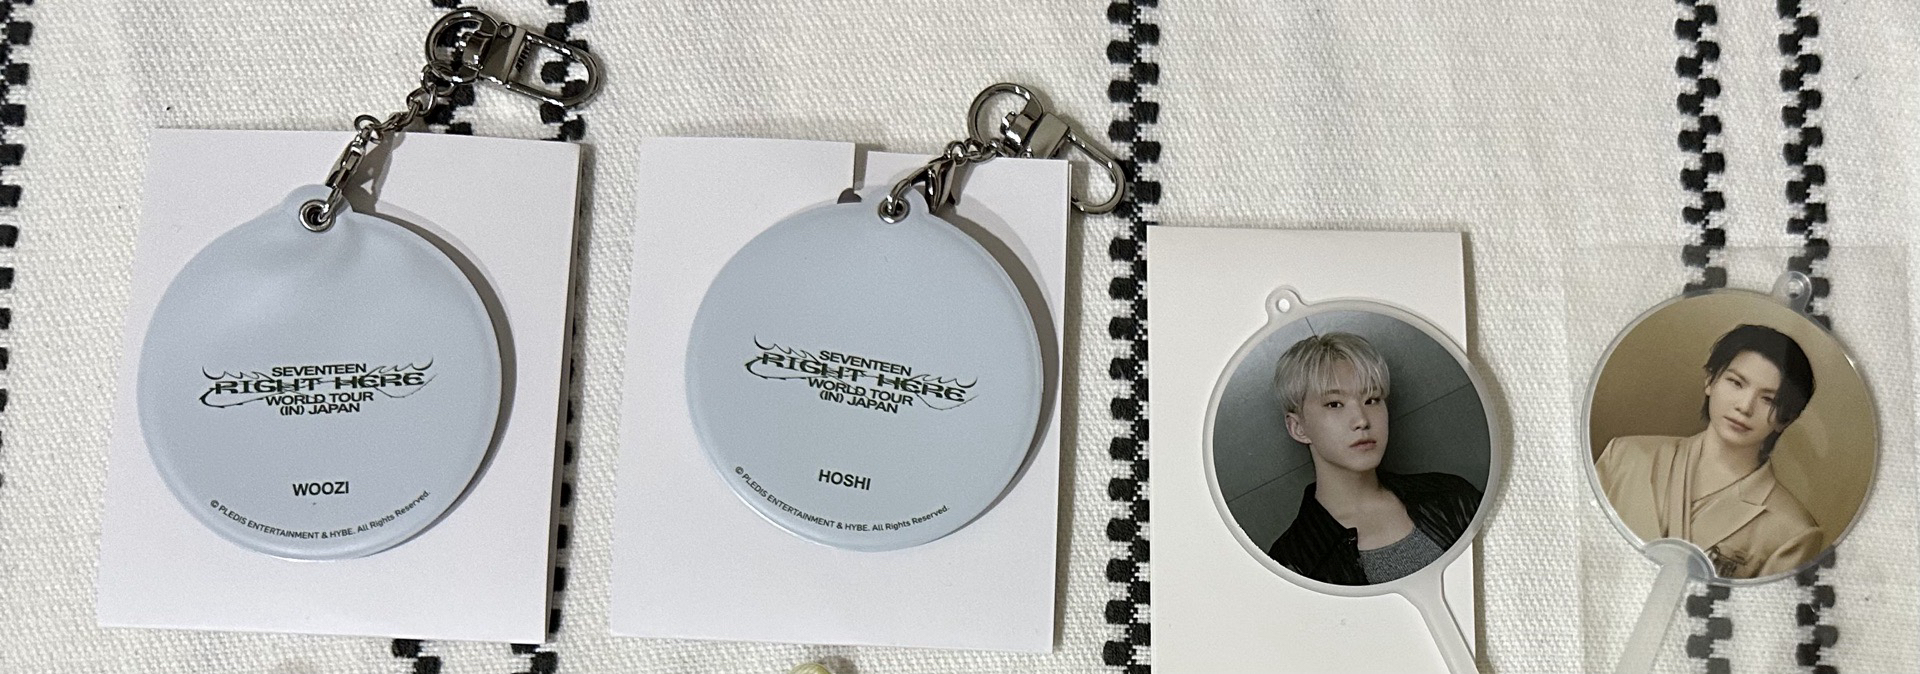 SEVENTEEN
RIGHT HERE
WORLD TOUR
(IN) JAPAN
WOOZI
© PLEDIS ENTERTAINMENT & HYBE. All Rights Reserved.
SEVENTEEN
RIGHT HERE
WORLD TOUR
(IN) JAPAN
HOSHI
© PLEDIS ENTERTAINMENT & HYBE. All Rights Reserved.